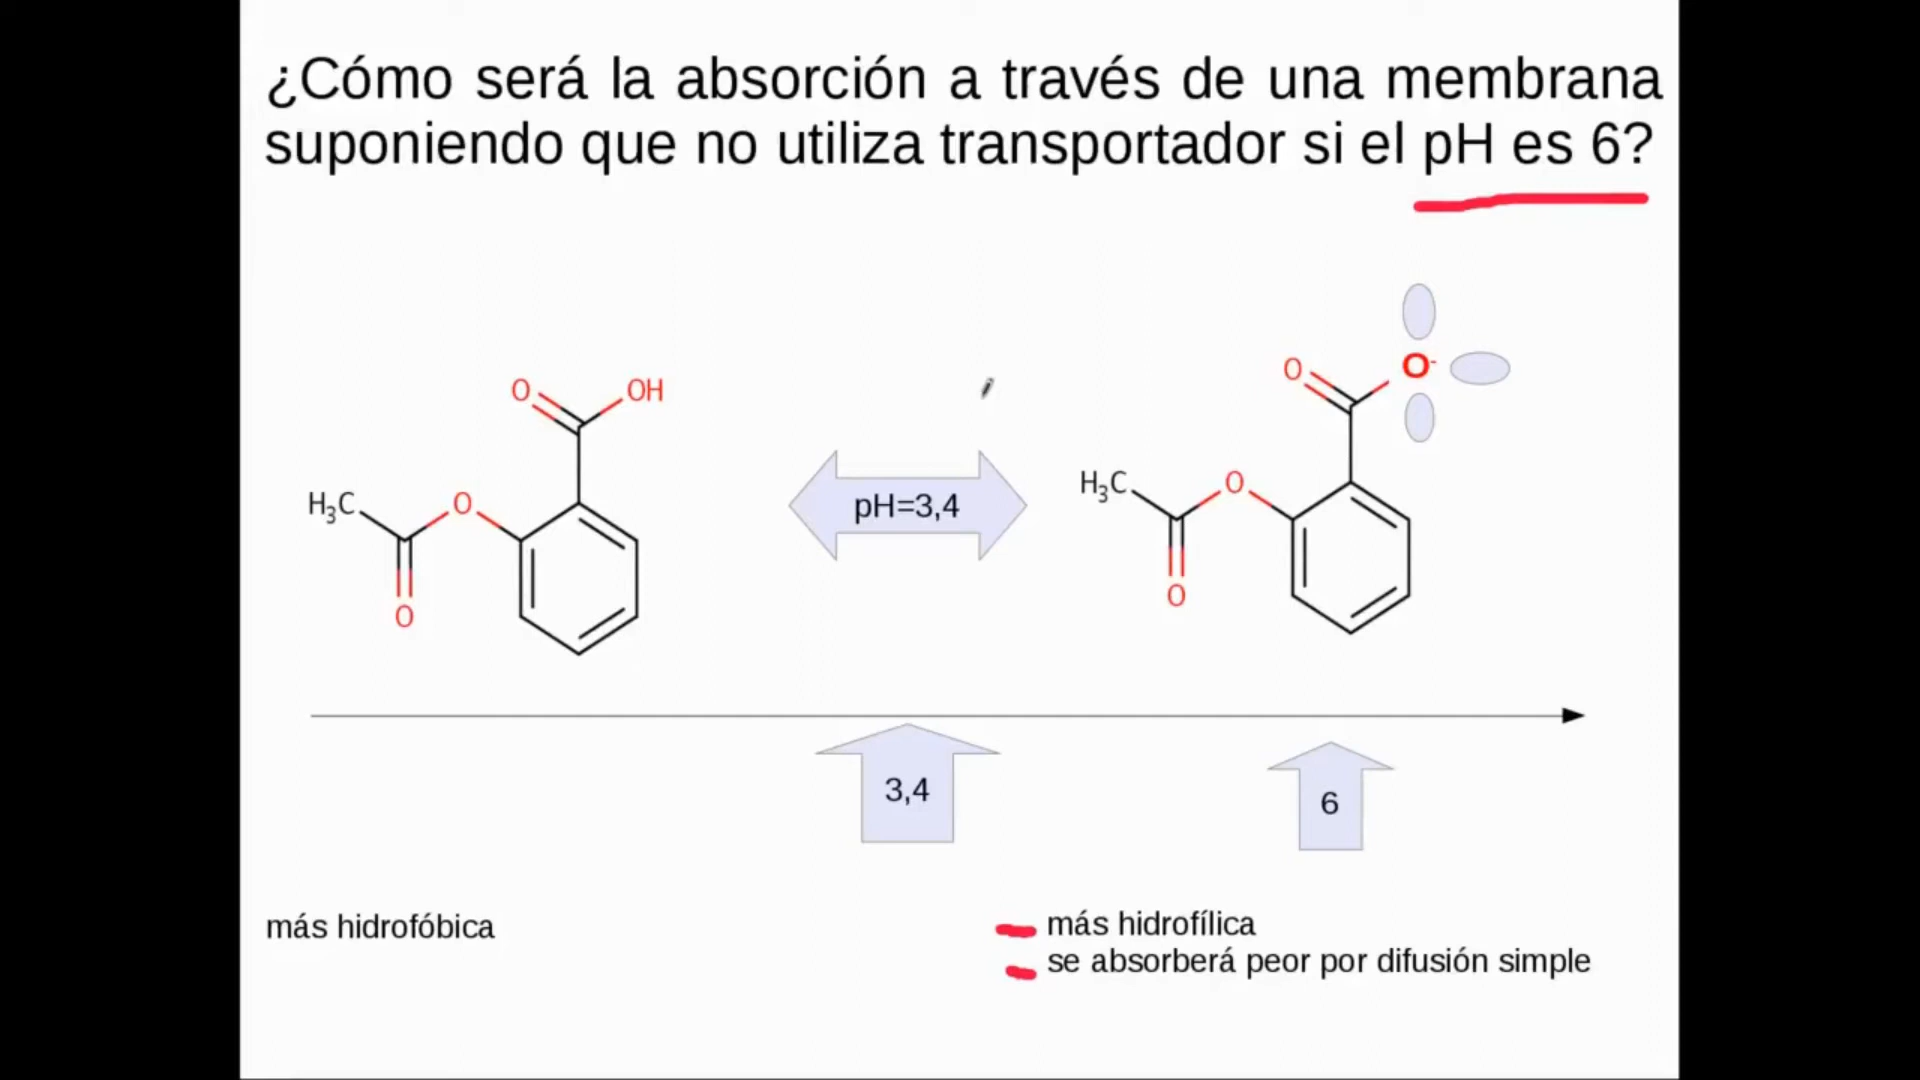 ¿Cómo será la absorción a través de una membrana
suponiendo que no utiliza transportador si el pH es 6?
O
OH
H₃C
O
O
pH=3,4
O
O⁻
H₃C
O
O
3,4
6
más hidrofóbica
más hidrofílica
se absorberá peor por difusión simple